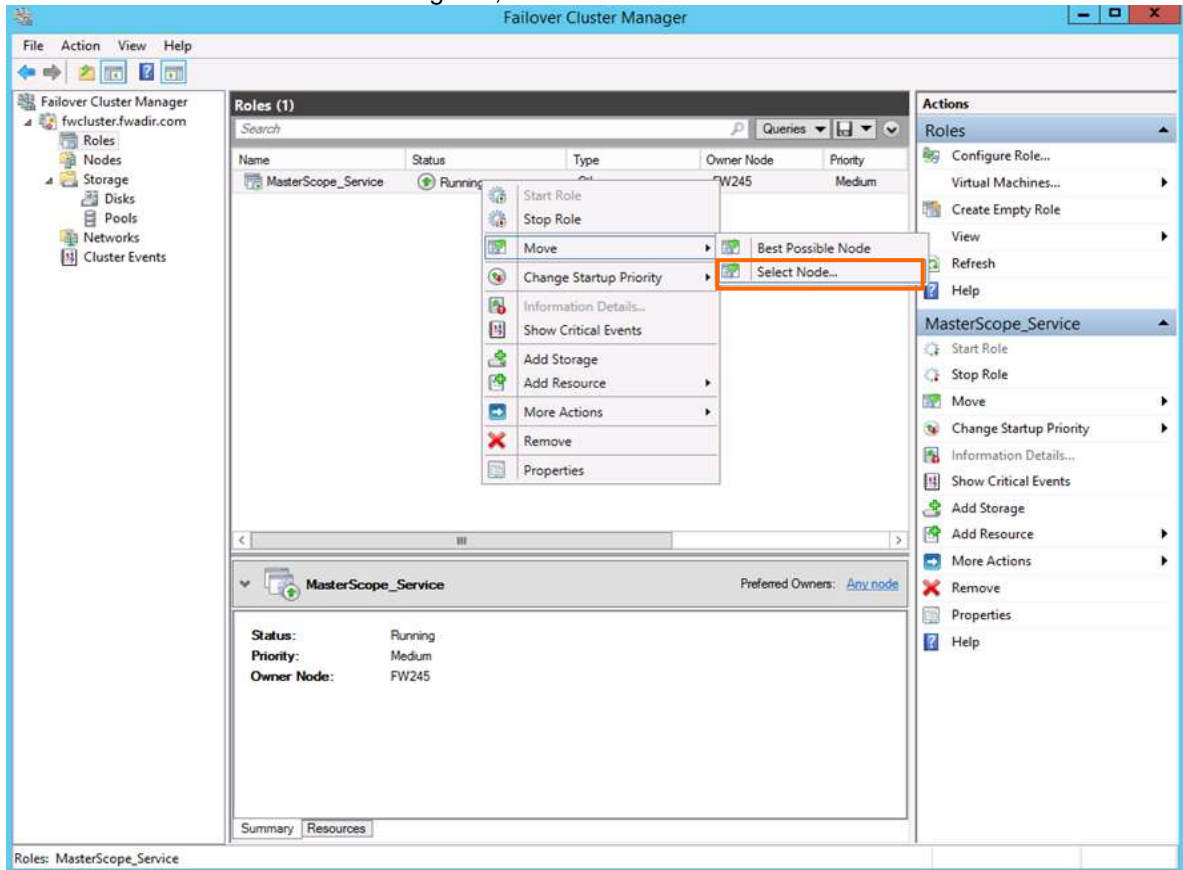 Failover Cluster Manager
File Action View Help
Failover Cluster Manager
fwcluster.fwadir.com
Roles
Nodes
Storage
Disks
Pools
Networks
Cluster Events
Roles (1)
Search
Queries
Name Status Type Owner Node Priority
MasterScope_Service Running FW245 Medium
Start Role
Stop Role
Move
Change Startup Priority
Information Details...
Show Critical Events
Add Storage
Add Resource
More Actions
Remove
Properties
Best Possible Node
Select Node...
MasterScope_Service Preferred Owners: Any node
Status: Running
Priority: Medium
Owner Node: FW245
Summary Resources
Actions
Roles
Configure Role...
Virtual Machines...
Create Empty Role
View
Refresh
Help
MasterScope_Service
Start Role
Stop Role
Move
Change Startup Priority
Information Details...
Show Critical Events
Add Storage
Add Resource
More Actions
Remove
Properties
Help
Roles: MasterScope_Service